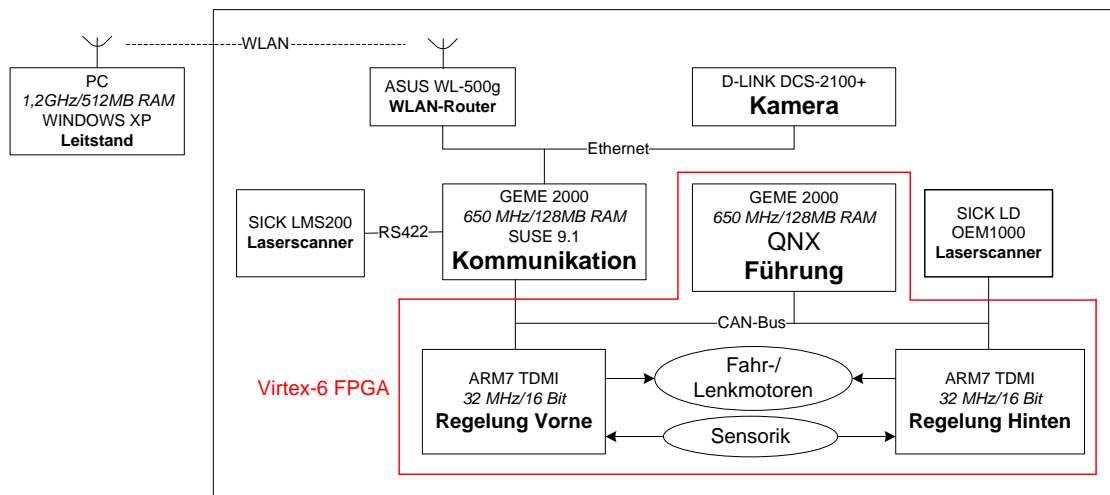 WLAN
PC
1,2GHz/512MB RAM
WINDOWS XP
Leitstand
ASUS WL-500g
WLAN-Router
D-LINK DCS-2100+
Kamera
Ethernet
SICK LMS200
Laserscanner
RS422
GEME 2000
650 MHz/128MB RAM
SUSE 9.1
Kommunikation
GEME 2000
650 MHz/128MB RAM
QNX
Führung
SICK LD
OEM1000
Laserscanner
CAN-Bus
Virtex-6 FPGA
ARM7 TDMI
32 MHz/16 Bit
Regelung Vorne
Fahr-/
Lenkmotoren
Sensorik
ARM7 TDMI
32 MHz/16 Bit
Regelung Hinten